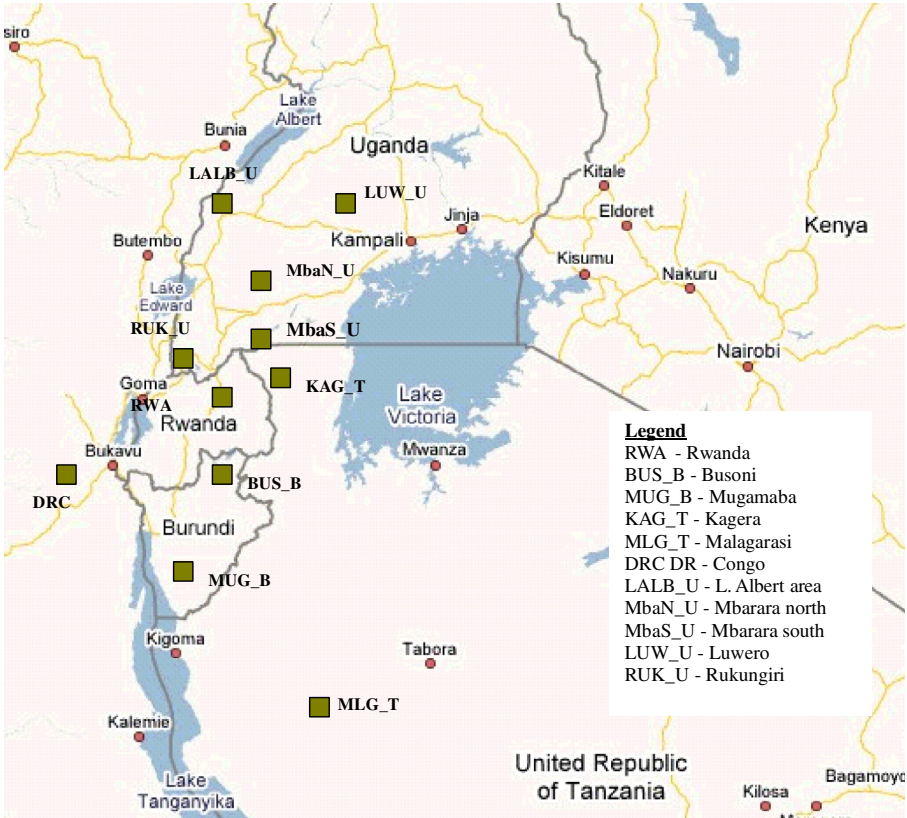 siro
Lake
Albert
Bunia
Uganda
LALB_U
LUW_U
Kitale
Eldoret
Kenya
Jinja
Kampali
Butembo
Kisumu
Nakuru
MbaN_U
Lake
Edward
RUK_U
MbaS_U
Nairobi
Goma
KAG_T
RWA
Rwanda
Lake
Victoria
Mwanza
Bukavu
DRC
BUS_B
Burundi
MUG_B
Kigoma
Tabora
MLG_T
Kalemie
Lake
Tanganyika
United Republic
of Tanzania
Bagamoyo
Kilosa
Legend
RWA - Rwanda
BUS_B - Busoni
MUG_B - Mugamaba
KAG_T - Kagera
MLG_T - Malagarasi
DRC DR - Congo
LALB_U - L. Albert area
MbaN_U - Mbarara north
MbaS_U - Mbarara south
LUW_U - Luwero
RUK_U - Rukungiri